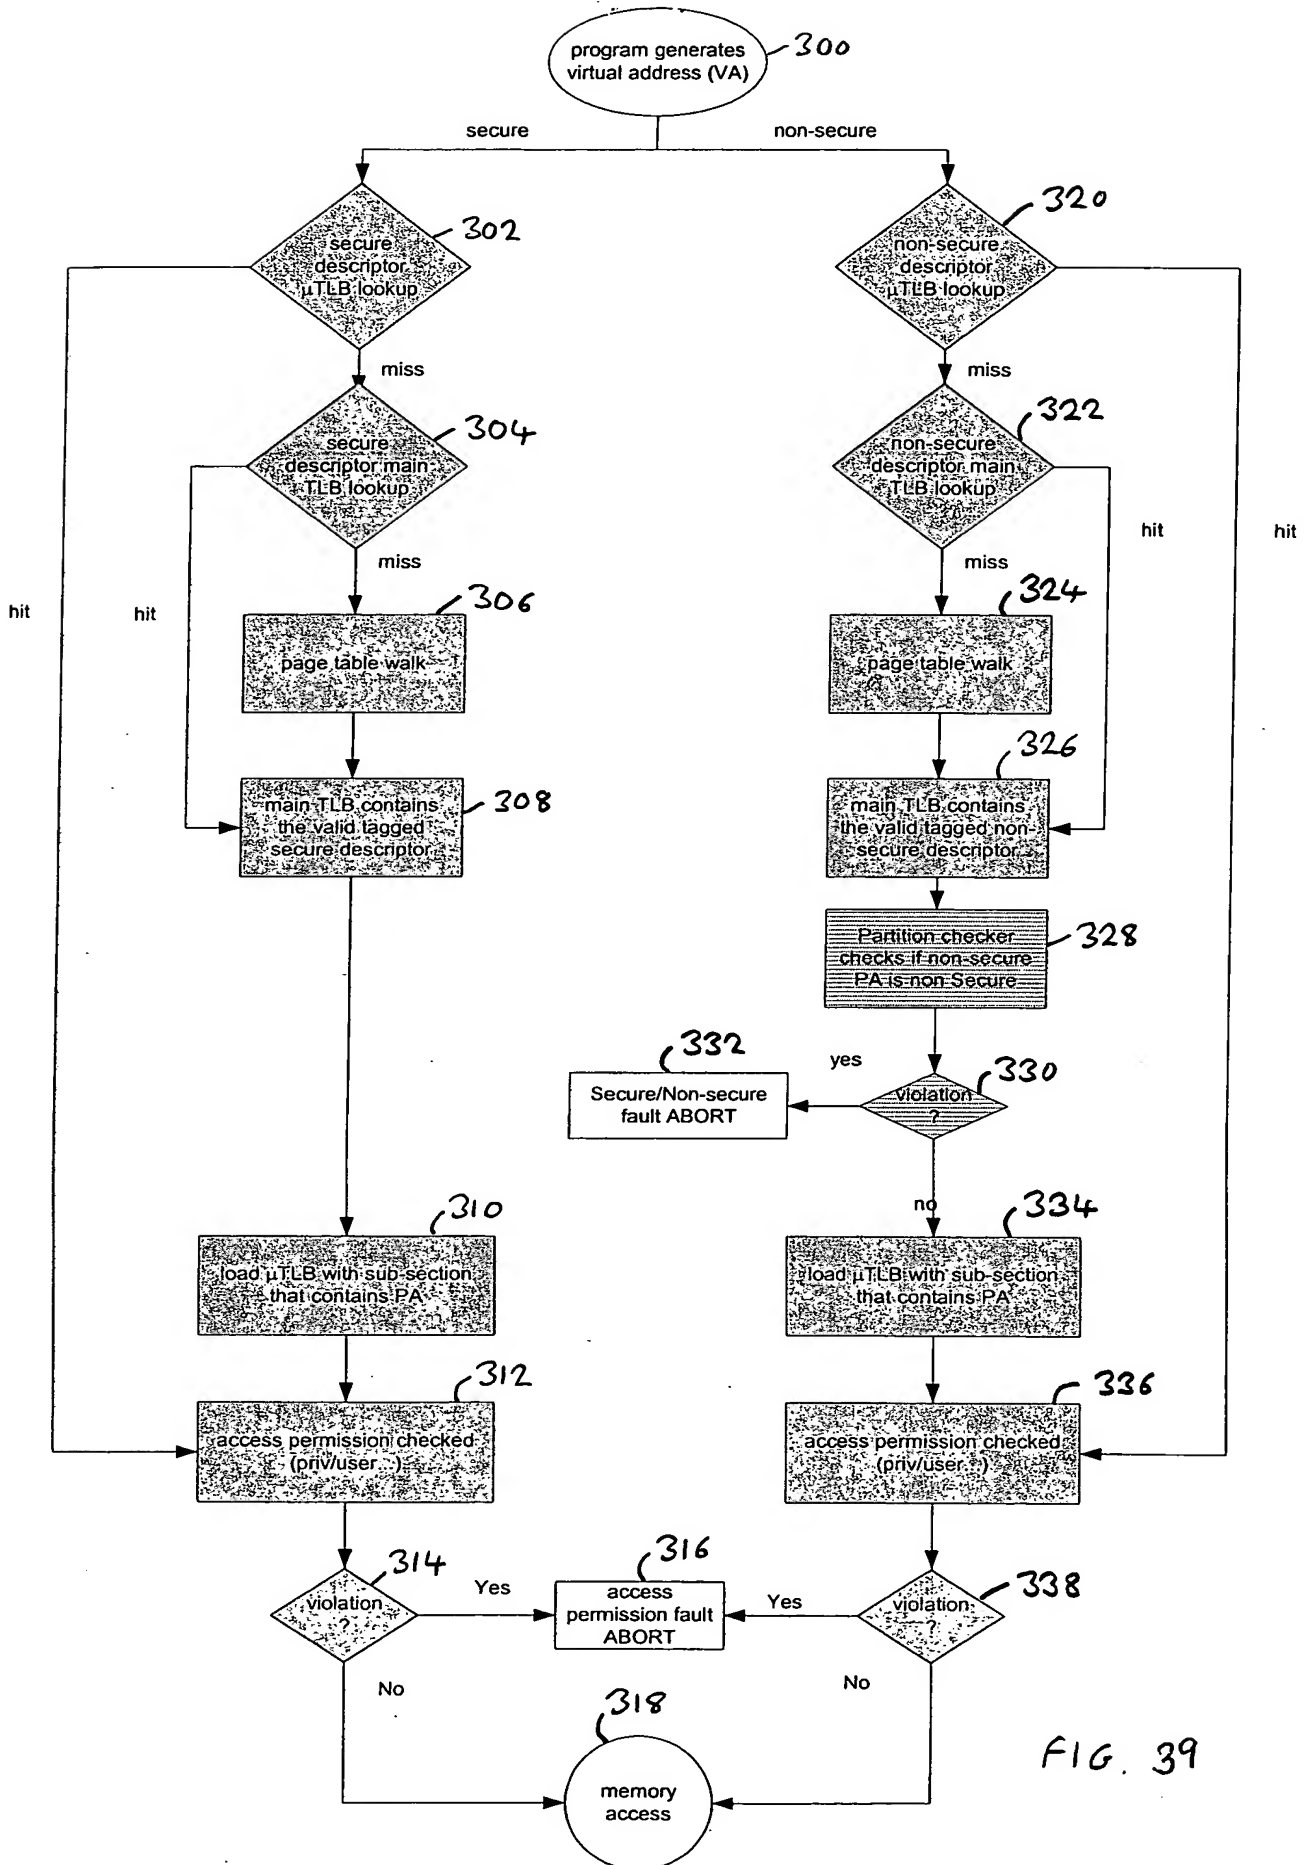 program generates
virtual address (VA)
300
secure
non-secure
secure
descriptor
µTLB lookup
302
non-secure
descriptor
µTLB lookup
320
miss
miss
secure
descriptor main
TLB lookup
304
non-secure
descriptor main
TLB lookup
322
hit
hit
miss
miss
hit
hit
306
page table walk
324
page table walk
main TLB contains
the valid tagged
secure descriptor
308
326
main TLB contains
the valid tagged non-
secure descriptor
Partition checker
checks if non-secure
PA is non Secure
328
332
Secure/Non-secure
fault ABORT
yes
violation
?
330
no
310
load µTLB with sub-section
that contains PA
334
load µTLB with sub-section
that contains PA
312
access permission checked
(priv/user...)
336
access permission checked
(priv/user...)
violation
?
314
Yes
316
access
permission fault
ABORT
Yes
violation
?
338
No
No
318
memory
access
FIG. 39